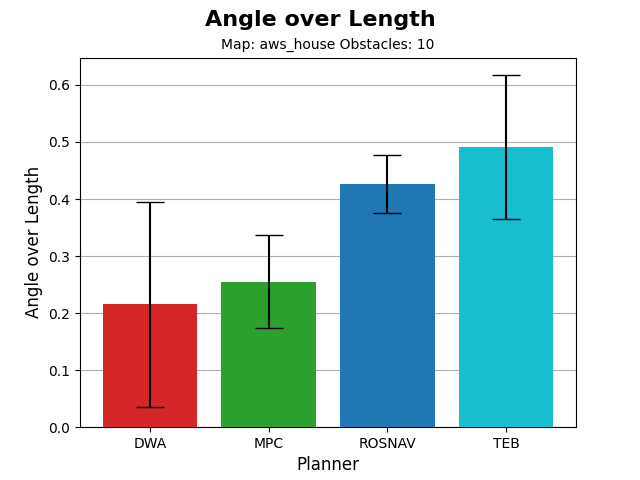 Angle over Length
Map: aws_house Obstacles: 10
0.6
0.5
0.4
0.3
0.2
0.1
0.0
Angle over Length
DWA MPC ROSNAV TEB
Planner